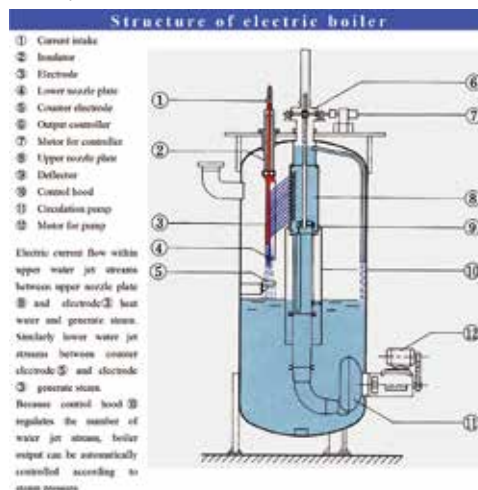 Structure of electric boiler
① Current intake
② Insulator
③ Electrode
④ Lower nozzle plate
⑤ Counter electrode
⑥ Output controller
⑦ Motor for controller
⑧ Upper nozzle plate
⑨ Deflector
⑩ Control hood
⑪ Circulation pump
⑫ Motor for pump
Electric current flow within
upper water jet streams
between upper nozzle plate
⑧ and electrode③ heat
water and generate steam.
Similarly lower water jet
streams between counter
electrode⑤ and electrode
③ generate steam.
Because control hood⑩
regulates the number of
water jet stream, boiler
output can be automatically
controlled according to
steam pressure.
①
②
③
④
⑤
⑥
⑦
⑧
⑨
⑩
⑫
⑪